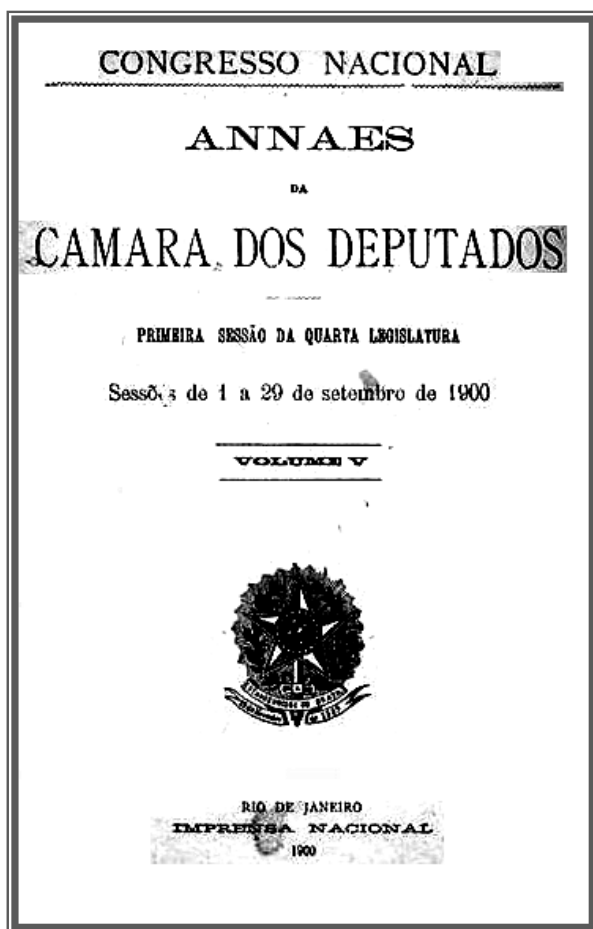 CONGRESSO NACIONAL
ANNAES
DA
CAMARA DOS DEPUTADOS
PRIMEIRA SESSÃO DA QUARTA LEGISLATURA
Sessões de 1 a 29 de setembro de 1900
VOLUME V
RIO DE JANEIRO
IMPRENSA NACIONAL
1900